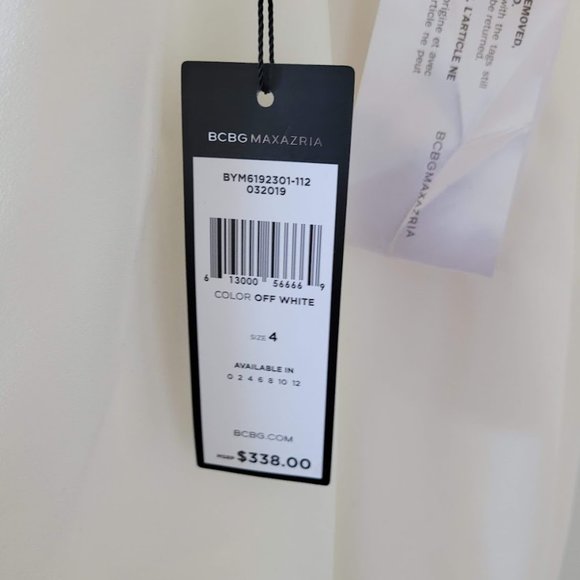 BCBGMAXAZRIA
BYM6192301-112
032019
6 13000 56666 9
COLOR OFF WHITE
SIZE 4
AVAILABLE IN
0 2 4 6 8 10 12
BCBG.COM
MSRP $338.00
REMOVED,
with the tags still
be returned.
L'ARTICLE NE
origine et avec
article ne peut
BCBGMAXAZRIA